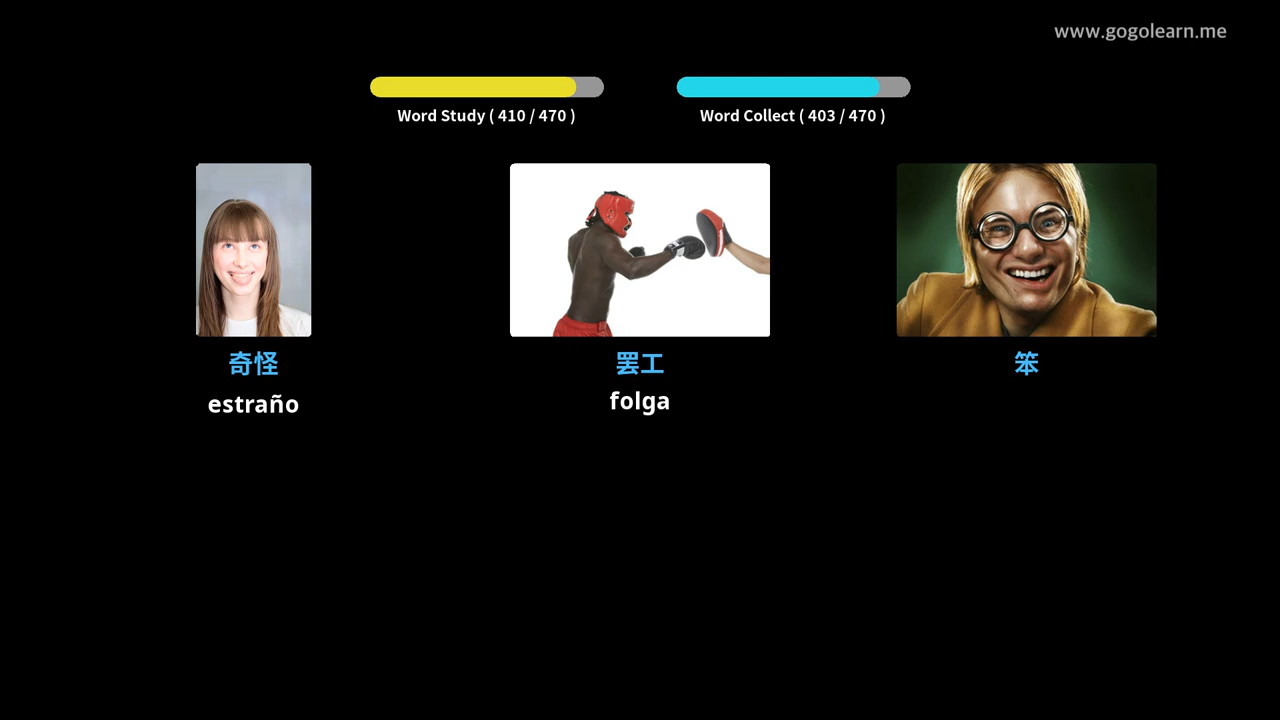 www.gogolearn.me
Word Study ( 410 / 470 )
Word Collect ( 403 / 470 )
奇怪
estraño
罢工
folga
笨